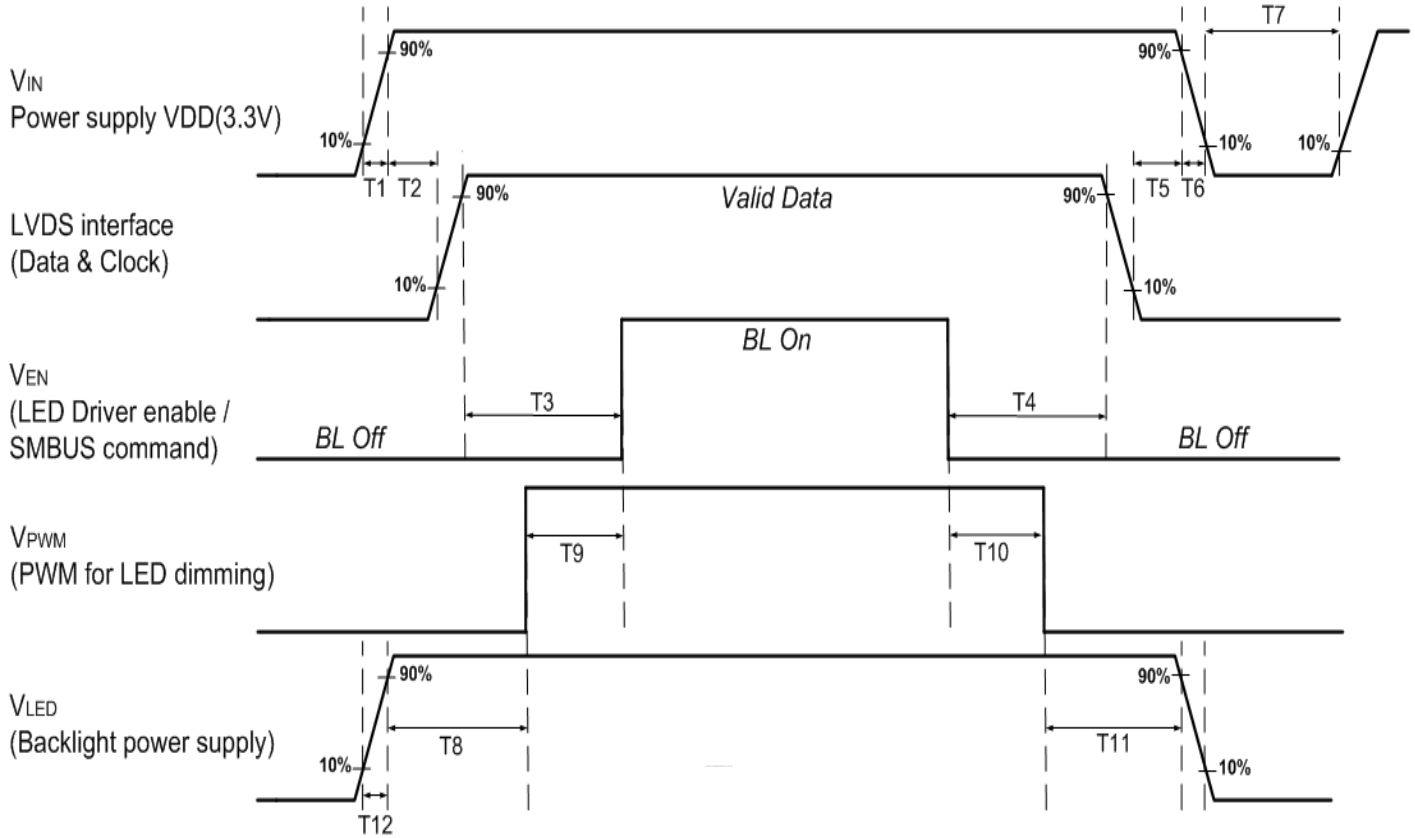 T7
90%
90%
VIN
Power supply VDD(3.3V)
10%
10%
10%
T1
T2
T5
T6
90%
Valid Data
90%
LVDS interface
(Data & Clock)
10%
10%
BL On
VEN
(LED Driver enable /
SMBUS command)
T3
T4
BL Off
BL Off
VPWM
(PWM for LED dimming)
T9
T10
90%
90%
VLED
(Backlight power supply)
T8
T11
10%
10%
T12